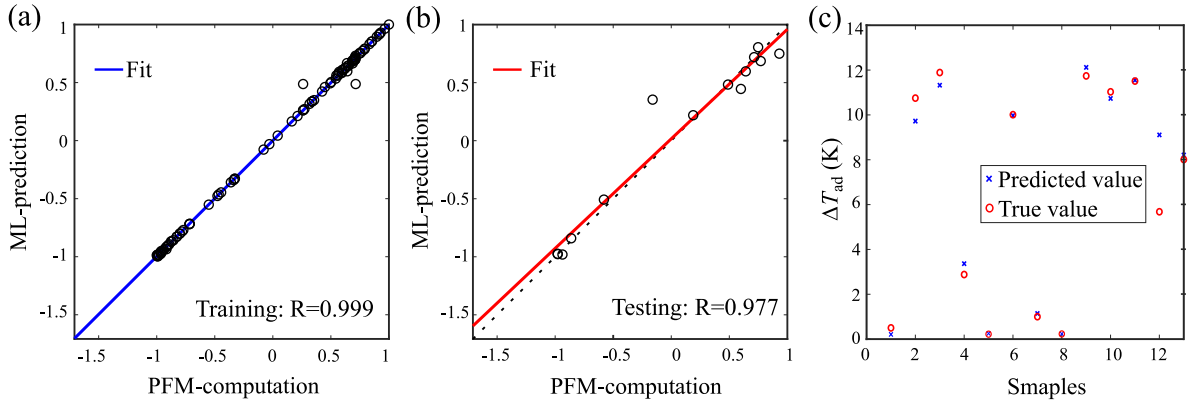 (a)
1
0.5
0
-0.5
-1
-1.5
ML-prediction
Fit
Training: R=0.999
-1.5 -1 -0.5 0 0.5 1
PFM-computation
(b)
1
0.5
0
-0.5
-1
-1.5
ML-prediction
Fit
Testing: R=0.977
-1.5 -1 -0.5 0 0.5 1
PFM-computation
(c)
14
12
10
8
6
4
2
0
ΔTad (K)
Predicted value
True value
2 4 6 8 10 12
Smaples